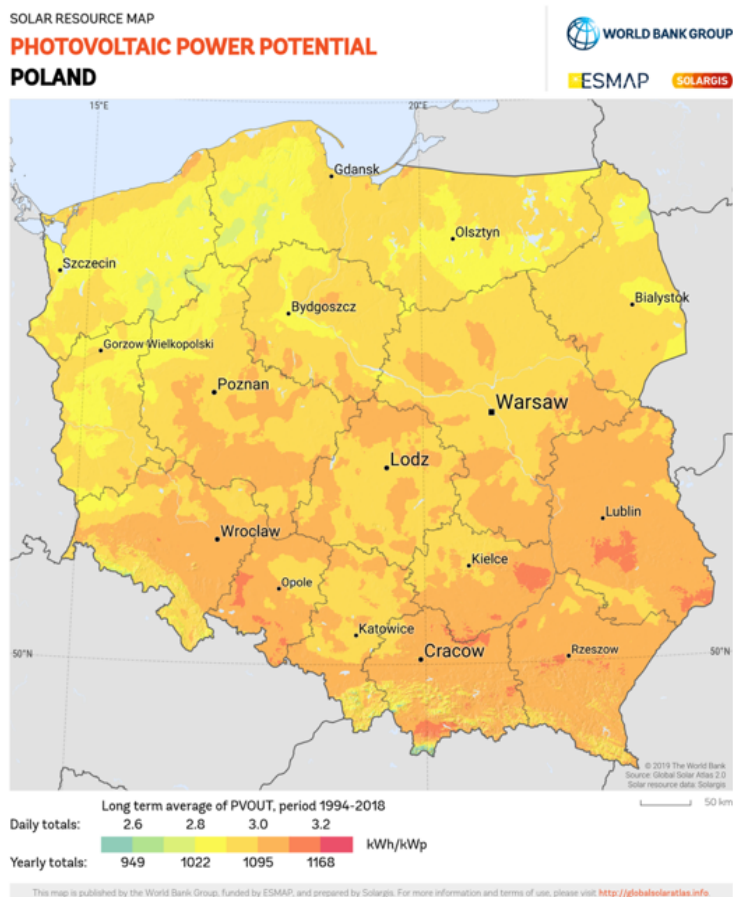 SOLAR RESOURCE MAP
PHOTOVOLTAIC POWER POTENTIAL
POLAND
WORLD BANK GROUP
ESMAP
SOLARGIS
15°E
20°E
Gdansk
Olsztyn
Szczecin
Bialystok
Bydgoszcz
Gorzow Wielkopolski
Poznan
Warsaw
Lodz
Lublin
Wroclaw
Kielce
Opole
Katowice
Cracow
Rzeszow
50°N
50°N
© 2019 The World Bank
Source: Global Solar Atlas 2.0
Solar resource data: Solargis
50 km
Long term average of PVOUT, period 1994-2018
Daily totals: 2.6 2.8 3.0 3.2
kWh/kWp
Yearly totals: 949 1022 1095 1168
This map is published by the World Bank Group, funded by ESMAP, and prepared by Solargis. For more information and terms of use, please visit http://globalsolaratlas.info.